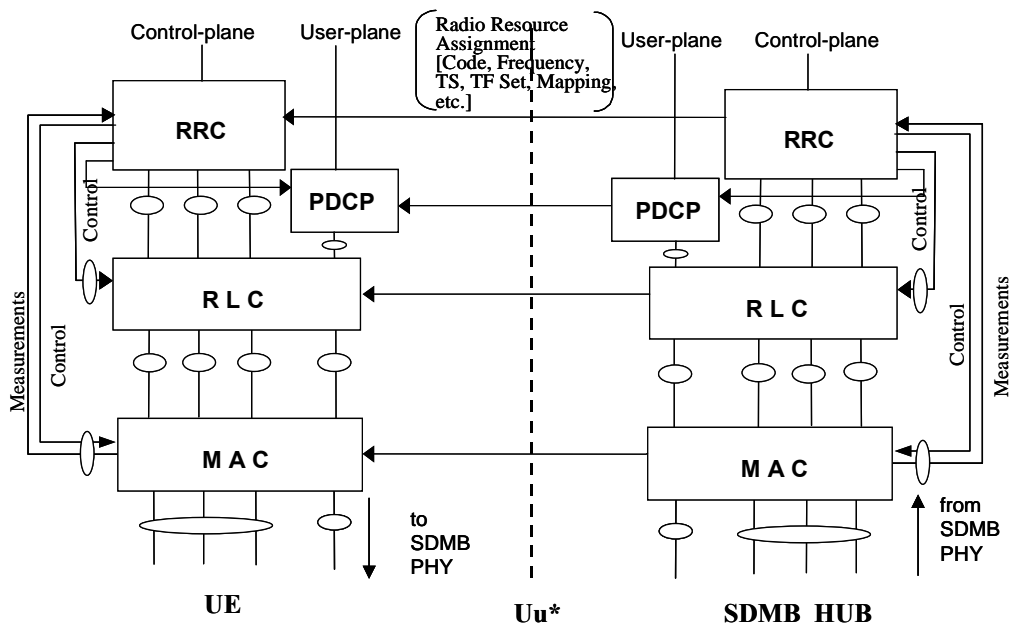 Control-plane
User-plane
Radio Resource
Assignment
[Code, Frequency,
TS, TF Set, Mapping,
etc.]
User-plane
Control-plane
RRC
RRC
PDCP
PDCP
Control
Control
R L C
R L C
Measurements
Control
Control
Measurements
M A C
M A C
to
SDMB
PHY
from
SDMB
PHY
UE
Uu*
SDMB HUB